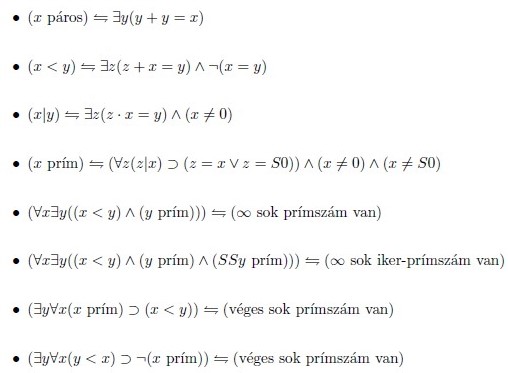 • (x páros) ⇋ ∃y(y + y = x)
• (x < y) ⇋ ∃z(z + x = y) ∧ ¬(x = y)
• (x|y) ⇋ ∃z(z · x = y) ∧ (x ≠ 0)
• (x prím) ⇋ (∀z(z|x) ⊃ (z = x ∨ z = S0)) ∧ (x ≠ 0) ∧ (x ≠ S0)
• (∀x∃y((x < y) ∧ (y prím))) ⇋ (∞ sok prímszám van)
• (∀x∃y((x < y) ∧ (y prím) ∧ (SSy prím))) ⇋ (∞ sok iker-prímszám van)
• (∃y∀x(x prím) ⊃ (x < y)) ⇋ (véges sok prímszám van)
• (∃y∀x(y < x) ⊃ ¬(x prím)) ⇋ (véges sok prímszám van)